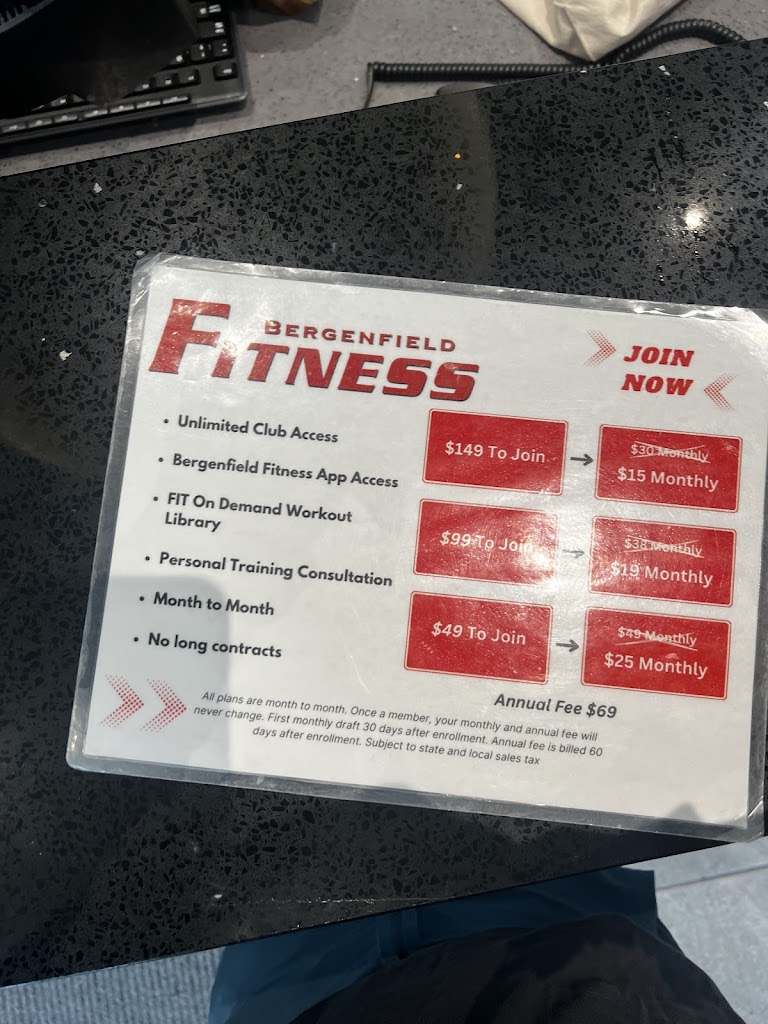 BERGENFIELD
FITNESS
JOIN
NOW
• Unlimited Club Access
• Bergenfield Fitness App Access
• FIT On Demand Workout
Library
• Personal Training Consultation
• Month to Month
• No long contracts
$149 To Join
$30 Monthly
$15 Monthly
$99 To Join
$38 Monthly
$19 Monthly
$49 To Join
$49 Monthly
$25 Monthly
Annual Fee $69
All plans are month to month. Once a member, your monthly and annual fee will
never change. First monthly draft 30 days after enrollment. Annual fee is billed 60
days after enrollment. Subject to state and local sales tax